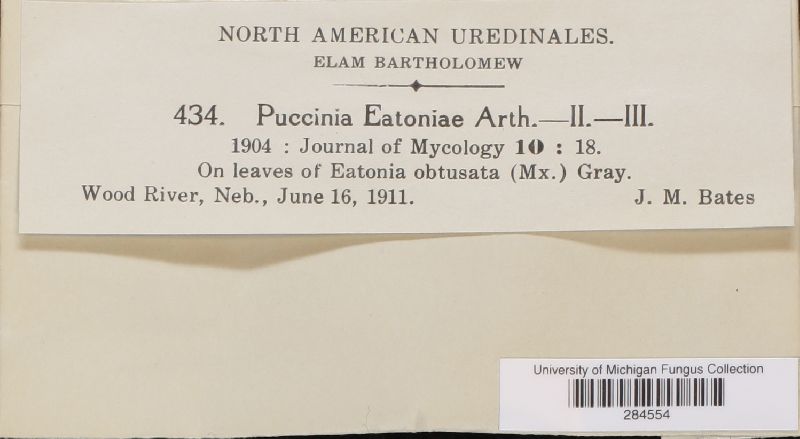 NORTH AMERICAN UREDINALES.
ELAM BARTHOLOMEW
434. Puccinia Eatoniae Arth.—II.—III.
1904 : Journal of Mycology 10 : 18.
On leaves of Eatonia obtusata (Mx.) Gray.
Wood River, Neb., June 16, 1911. J. M. Bates
University of Michigan Fungus Collection
284554